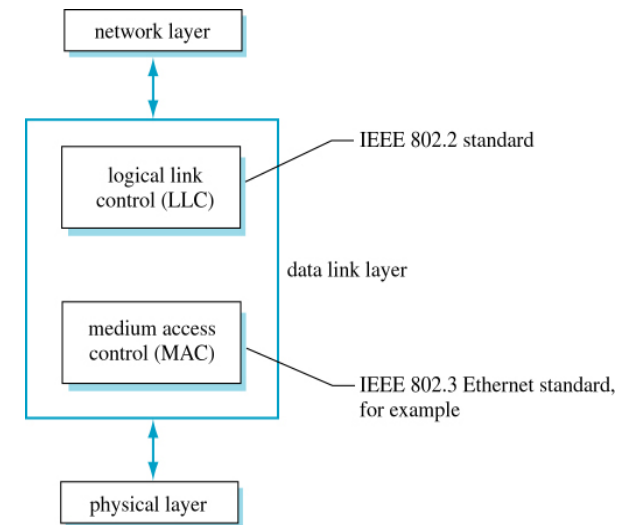 network layer
IEEE 802.2 standard
logical link
control (LLC)
data link layer
medium access
control (MAC)
IEEE 802.3 Ethernet standard,
for example
physical layer